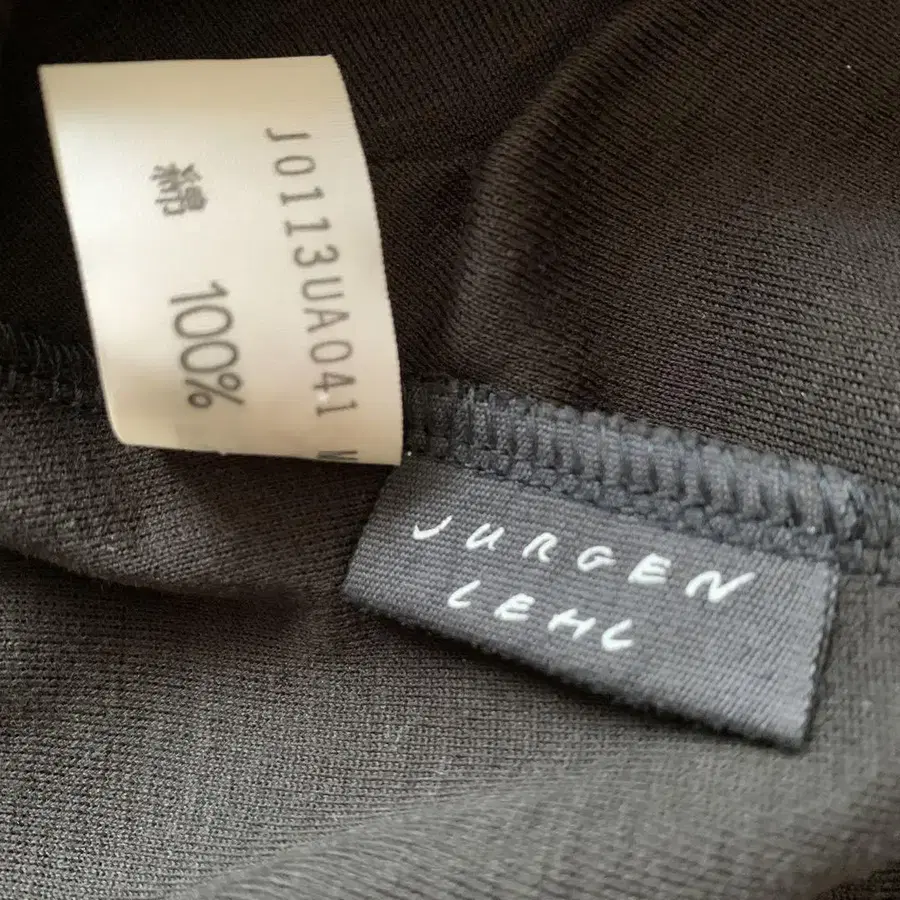 J0113UA041
綿 100%
JURGEN
LEHL